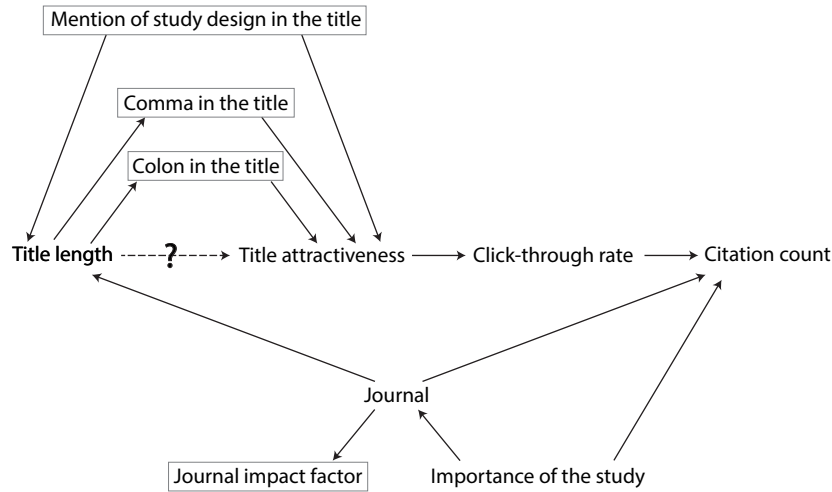 Mention of study design in the title
Comma in the title
Colon in the title
Title length
?
Title attractiveness
Click-through rate
Citation count
Journal
Journal impact factor
Importance of the study